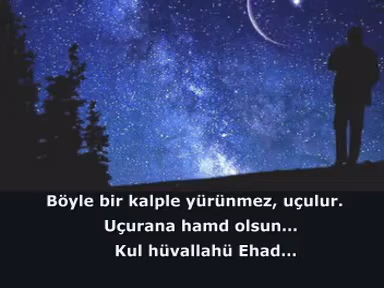 Böyle bir kalple yürünmez, uçulur.
Uçurana hamd olsun...
Kul hüvallahü Ehad...